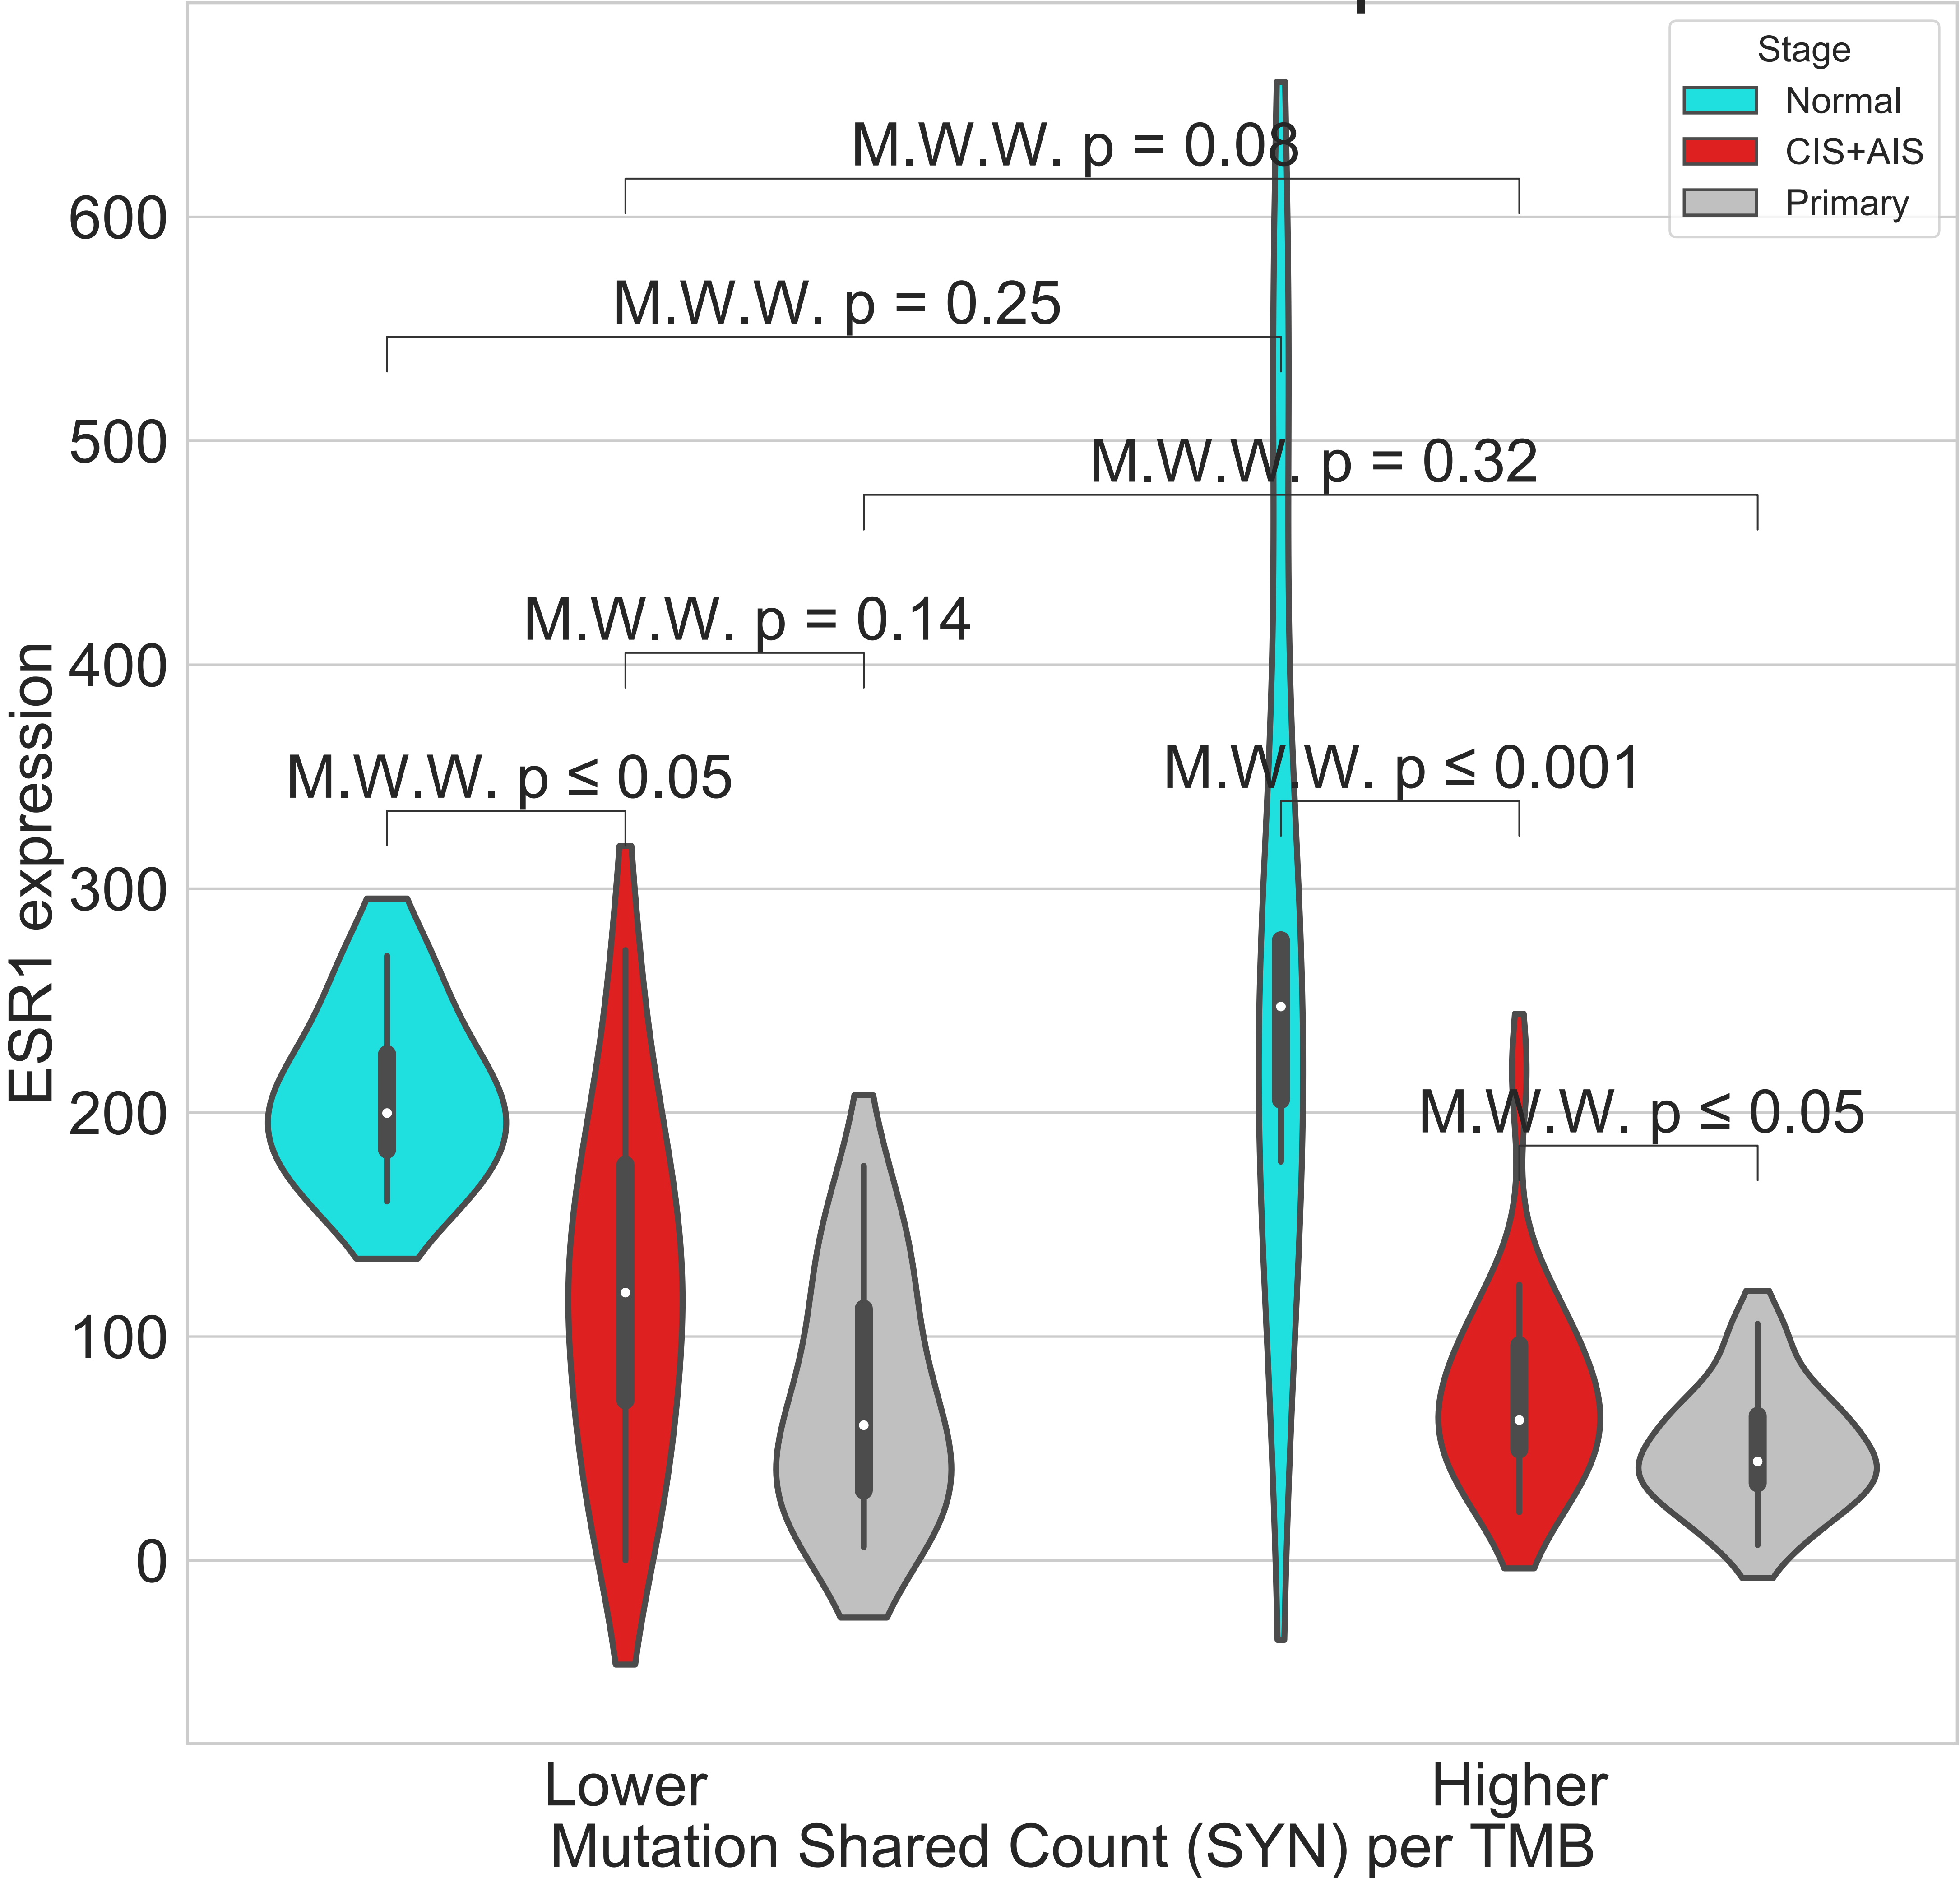 Stage
Normal
CIS+AIS
Primary
M.W.W. p = 0.08
M.W.W. p = 0.25
M.W.W. p = 0.32
M.W.W. p = 0.14
M.W.W. p ≤ 0.05
M.W.W. p ≤ 0.001
M.W.W. p ≤ 0.05
600
500
400
300
200
100
0
ESR1 expression
Lower
Higher
Mutation Shared Count (SYN) per TMB